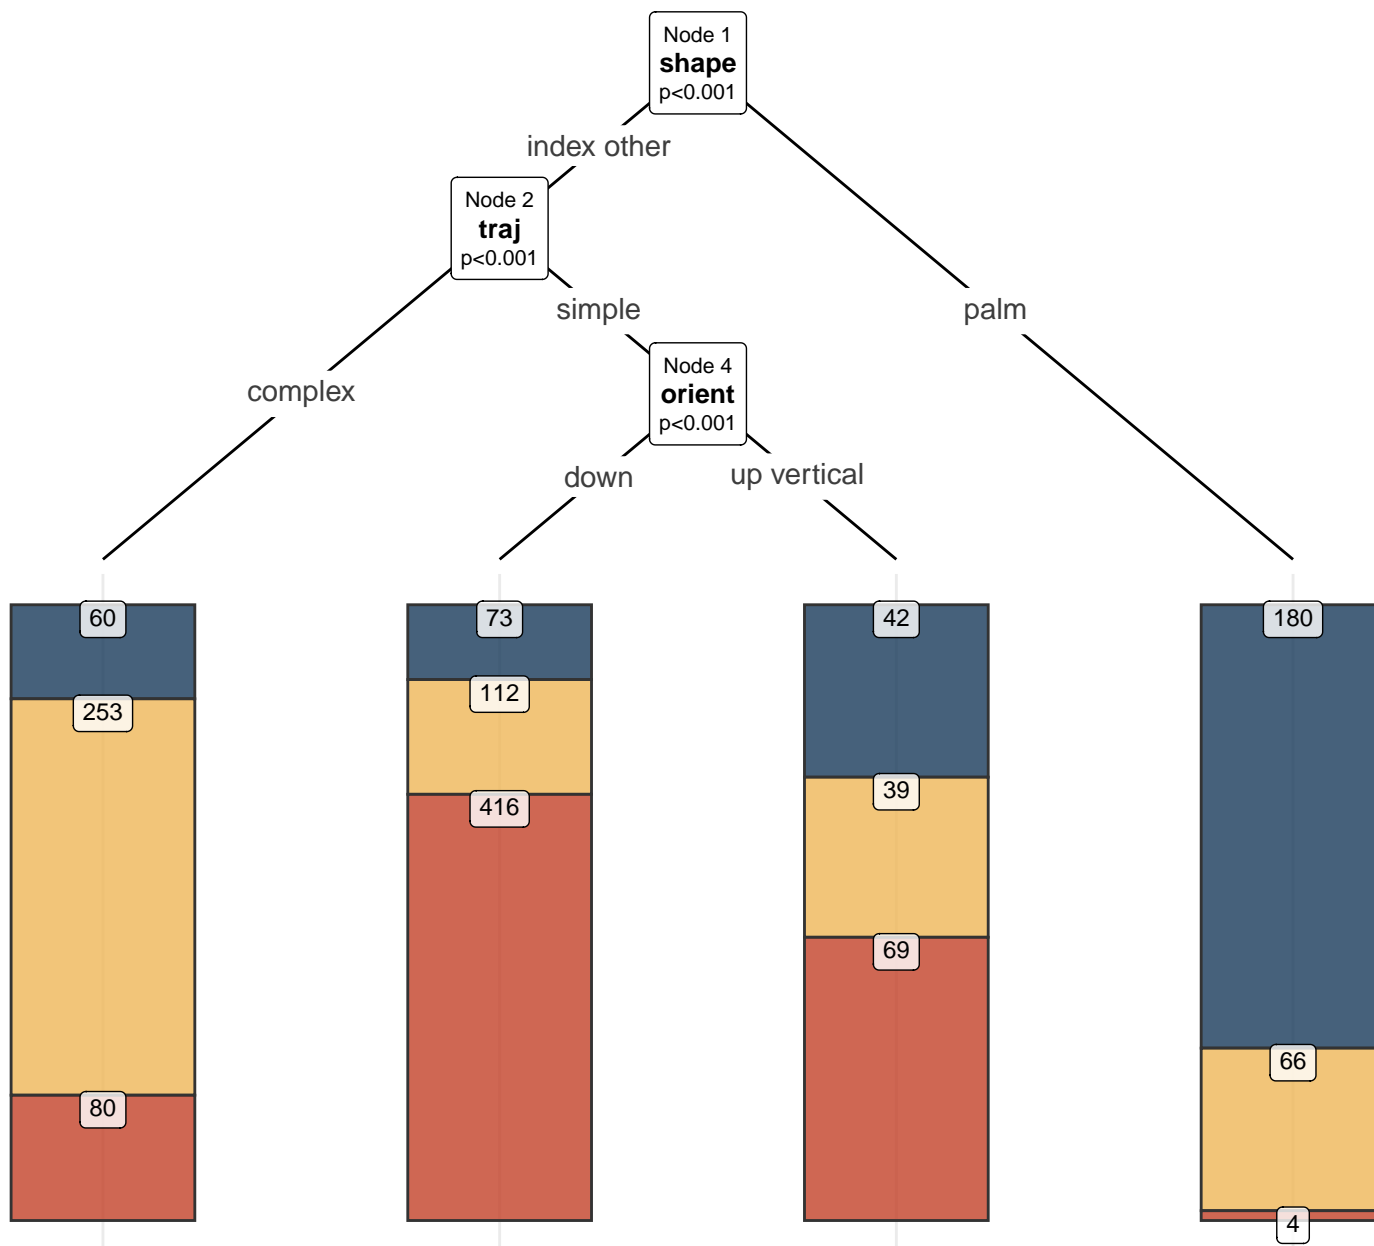 Node 1
shape
p<0.001
index other
Node 2
traj
p<0.001
simple
palm
Node 4
orient
p<0.001
complex
down
up vertical
60
73
42
180
253
112
39
416
69
66
80
4